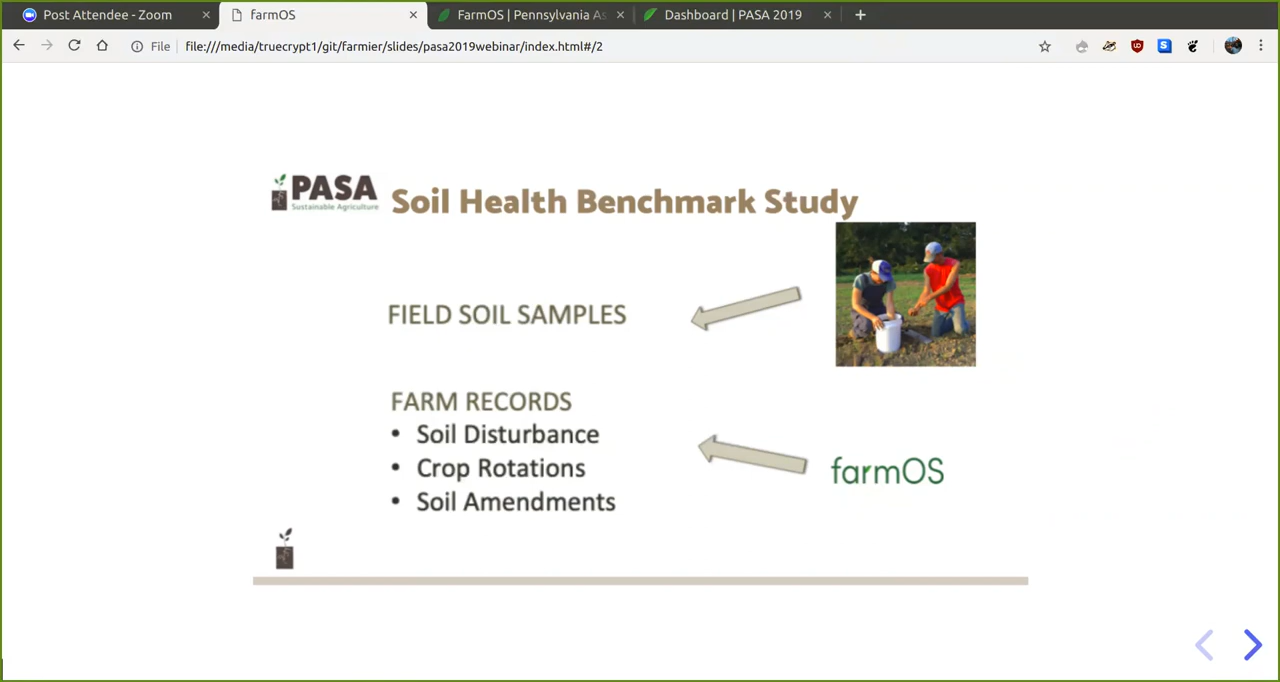 Post Attendee - Zoom
farmOS
FarmOS | Pennsylvania As
Dashboard | PASA 2019
File
file:///media/truecrypt1/git/farmier/slides/pasa2019webinar/index.html#/2
PASA
Sustainable Agriculture
Soil Health Benchmark Study
FIELD SOIL SAMPLES
FARM RECORDS
• Soil Disturbance
• Crop Rotations
• Soil Amendments
farmOS